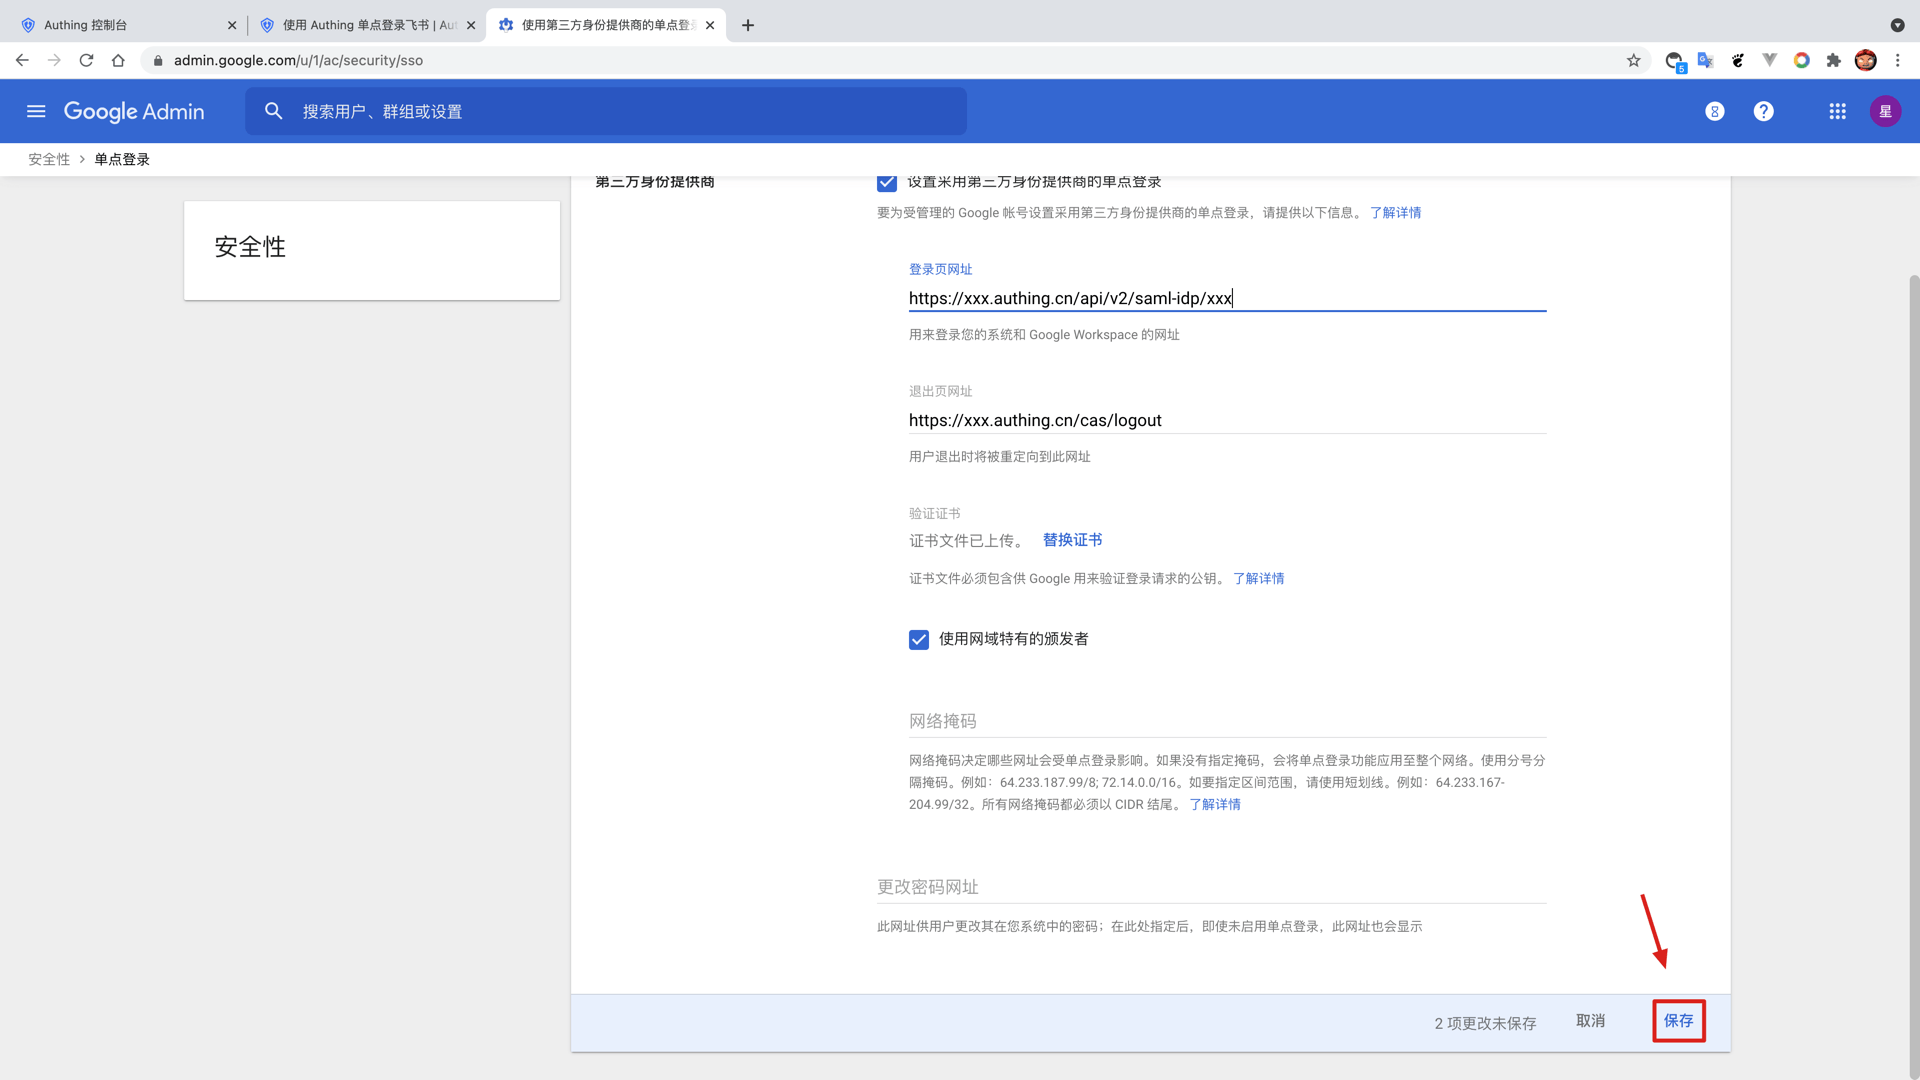 Authing 控制台
使用 Authing 单点登录飞书 | Aut
使用第三方身份提供商的单点登录
admin.google.com/u/1/ac/security/sso
5
Google Admin
搜索用户、群组或设置
星
安全性 › 单点登录
安全性
第三方身份提供商
设置采用第三方身份提供商的单点登录
要为受管理的 Google 帐号设置采用第三方身份提供商的单点登录，请提供以下信息。 了解详情
登录页网址
https://xxx.authing.cn/api/v2/saml-idp/xxx
用来登录您的系统和 Google Workspace 的网址
退出页网址
https://xxx.authing.cn/cas/logout
用户退出时将被重定向到此网址
验证证书
证书文件已上传。 替换证书
证书文件必须包含供 Google 用来验证登录请求的公钥。 了解详情
使用网域特有的颁发者
网络掩码
网络掩码决定哪些网址会受单点登录影响。如果没有指定掩码，会将单点登录功能应用至整个网络。使用分号分
隔掩码。例如：64.233.187.99/8; 72.14.0.0/16。如要指定区间范围，请使用短划线。例如：64.233.167-
204.99/32。所有网络掩码都必须以 CIDR 结尾。 了解详情
更改密码网址
此网址供用户更改其在您系统中的密码；在此处指定后，即使未启用单点登录，此网址也会显示
2 项更改未保存
取消
保存